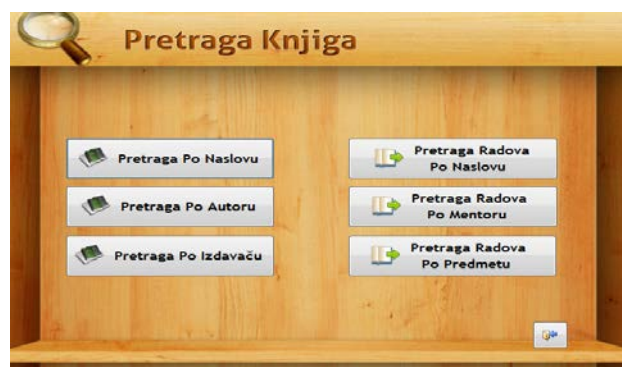 Pretraga Knjiga
Pretraga Po Naslovu
Pretraga Po Autoru
Pretraga Po Izdavaču
Pretraga Radova
Po Naslovu
Pretraga Radova
Po Mentoru
Pretraga Radova
Po Predmetu